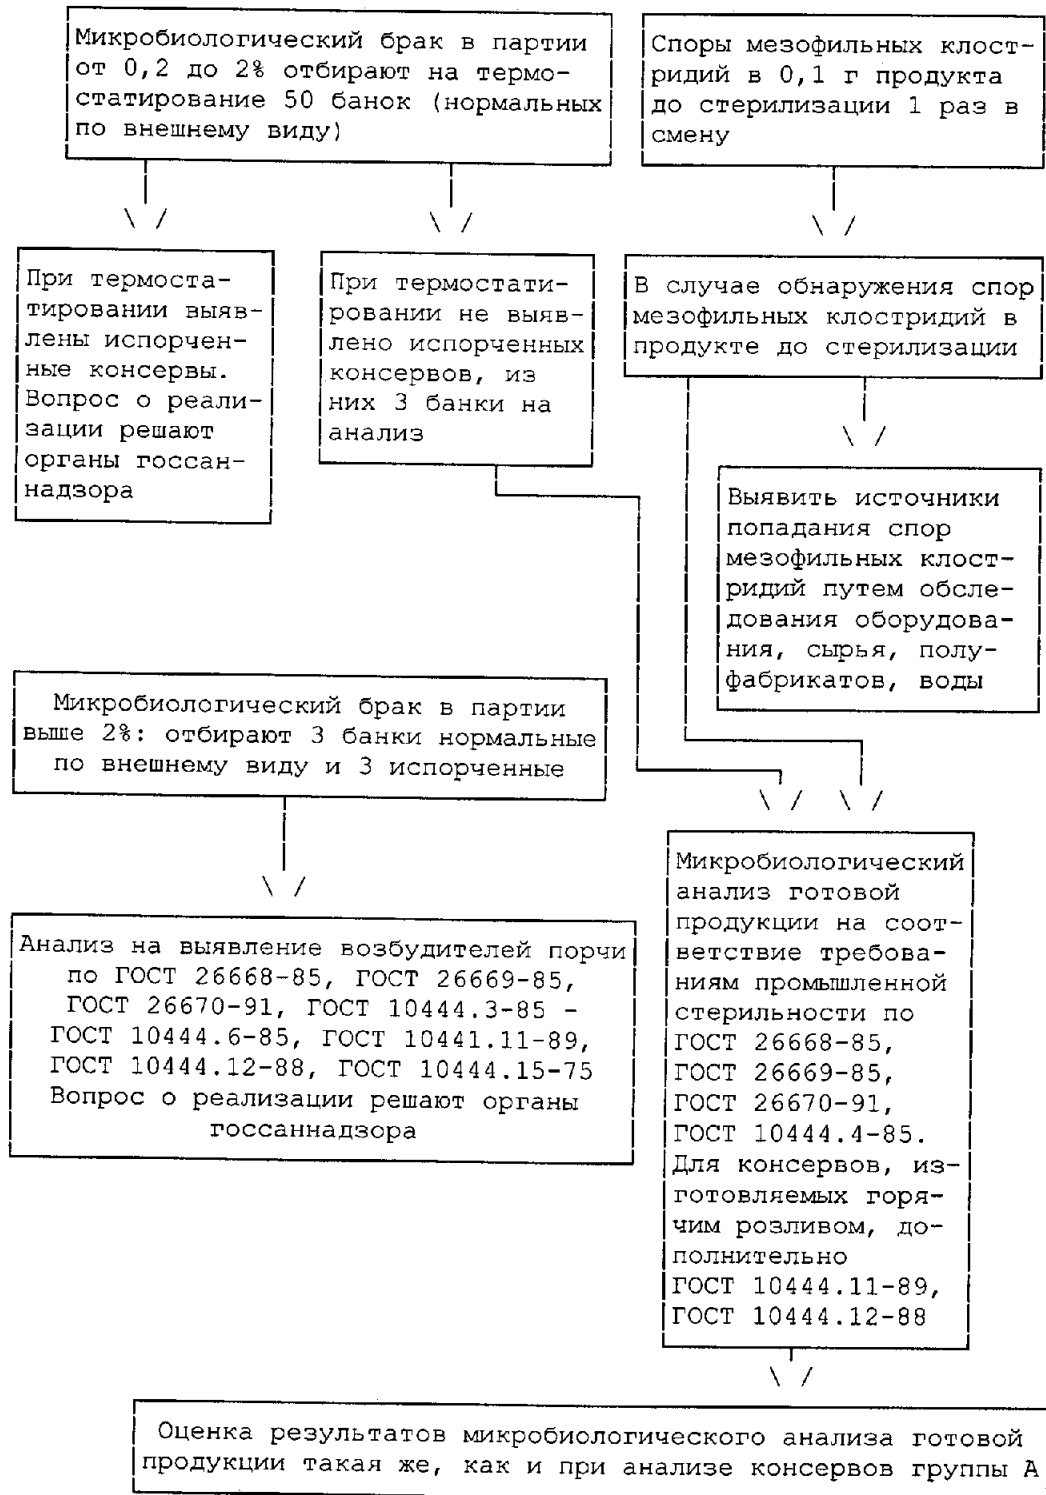 Микробиологический брак в партии
от 0,2 до 2% отбирают на термо-
статирование 50 банок (нормальных
по внешнему виду)
Споры мезофильных клост-
ридий в 0,1 г продукта
до стерилизации 1 раз в
смену
При термоста-
тировании выяв-
лены испорчен-
ные консервы.
Вопрос о реали-
зации решают
органы госсан-
надзора
При термостати-
ровании не выяв-
лено испорченных
консервов, из
них 3 банки на
анализ
В случае обнаружения спор
мезофильных клостридий в
продукте до стерилизации
Выявить источники
попадания спор
мезофильных клост-
ридий путем обсле-
дования оборудова-
ния, сырья, полу-
фабрикатов, воды
Микробиологический брак в партии
выше 2%: отбирают 3 банки нормальные
по внешнему виду и 3 испорченные
Анализ на выявление возбудителей порчи
по ГОСТ 26668-85, ГОСТ 26669-85,
ГОСТ 26670-91, ГОСТ 10444.3-85 -
ГОСТ 10444.6-85, ГОСТ 10441.11-89,
ГОСТ 10444.12-88, ГОСТ 10444.15-75
Вопрос о реализации решают органы
госсаннадзора
Микробиологический
анализ готовой
продукции на соот-
ветствие требова-
ниям промышленной
стерильности по
ГОСТ 26668-85,
ГОСТ 26669-85,
ГОСТ 26670-91,
ГОСТ 10444.4-85.
Для консервов, из-
готовляемых горя-
чим розливом, до-
полнительно
ГОСТ 10444.11-89,
ГОСТ 10444.12-88
Оценка результатов микробиологического анализа готовой
продукции такая же, как и при анализе консервов группы А